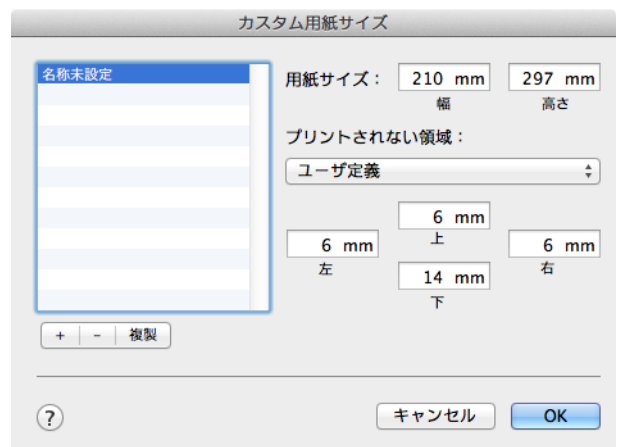 カスタム用紙サイズ
名称未設定
用紙サイズ： 210 mm 297 mm
幅 高さ
プリントされない領域：
ユーザ定義
6 mm
上
6 mm 6 mm
左 右
14 mm
下
+ - 複製
? キャンセル OK